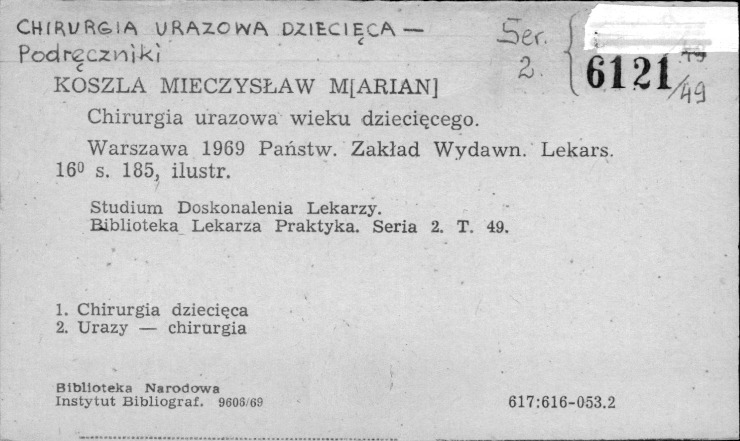 CHIRURGIA URAZOWA DZIECIĘCA —
Podręczniki
Ser.
2.
6121
/49
KOSZLA MIECZYSŁAW M[ARIAN]
Chirurgia urazowa wieku dziecięcego.
Warszawa 1969 Państw. Zakład Wydawn. Lekars.
16⁰ s. 185, ilustr.
Studium Doskonalenia Lekarzy.
Biblioteka Lekarza Praktyka. Seria 2. T. 49.
1. Chirurgia dziecięca
2. Urazy — chirurgia
Biblioteka Narodowa
Instytut Bibliograf. 9606/69
617:616-053.2